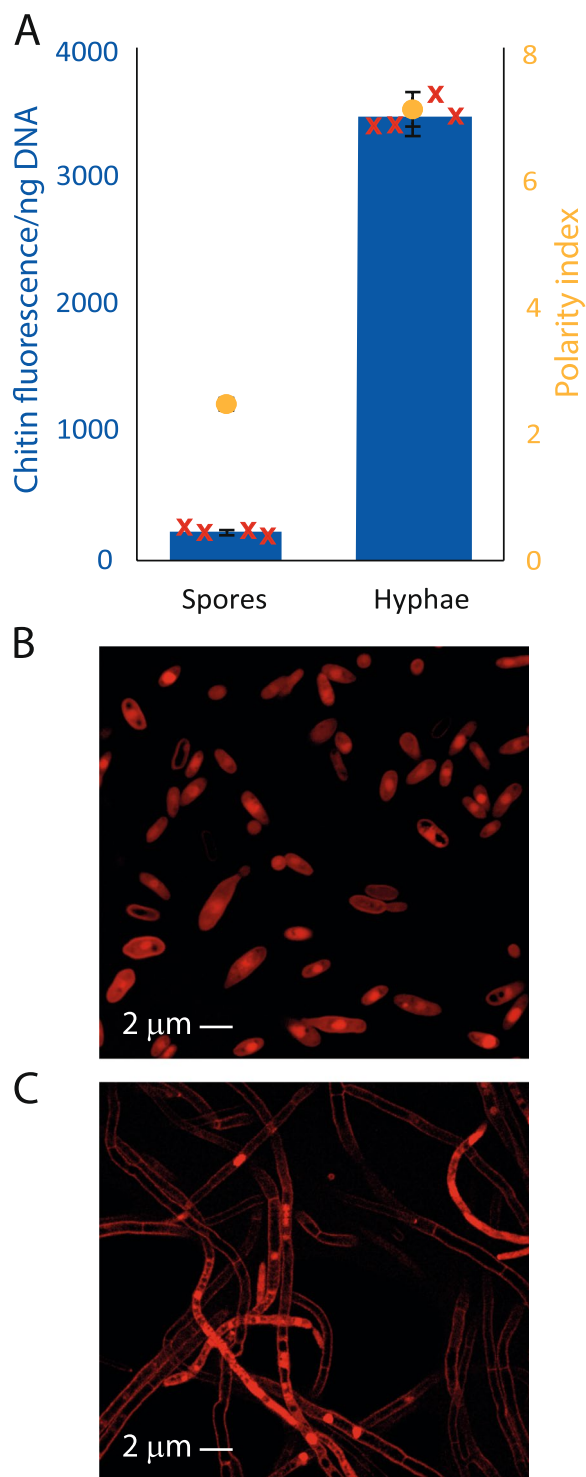 A
Chitin fluorescence/ng DNA
4000
3000
2000
1000
0
8
6
4
2
0
Polarity index
x x x x
x x x x
Spores
Hyphae
B
2 μm
C
2 μm